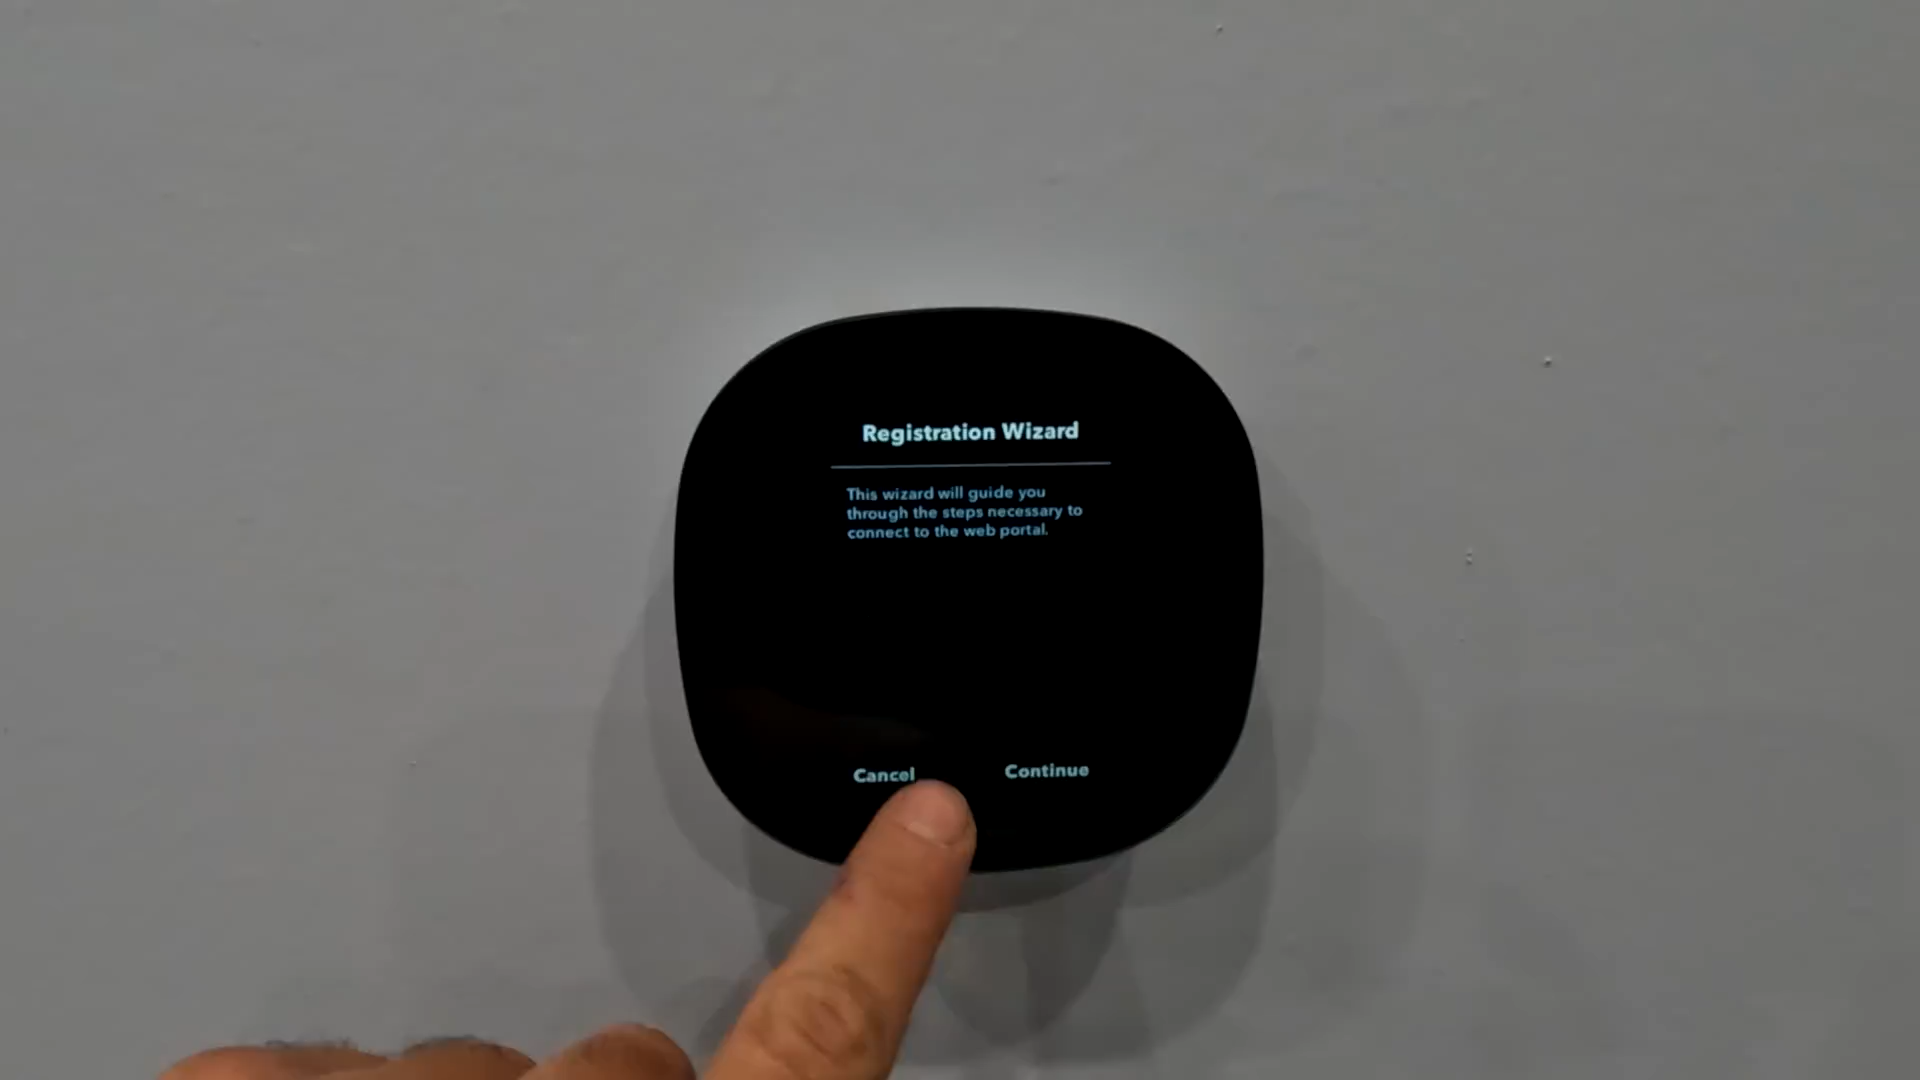 Registration Wizard
This wizard will guide you
through the steps necessary to
connect to the web portal.
Cancel
Continue